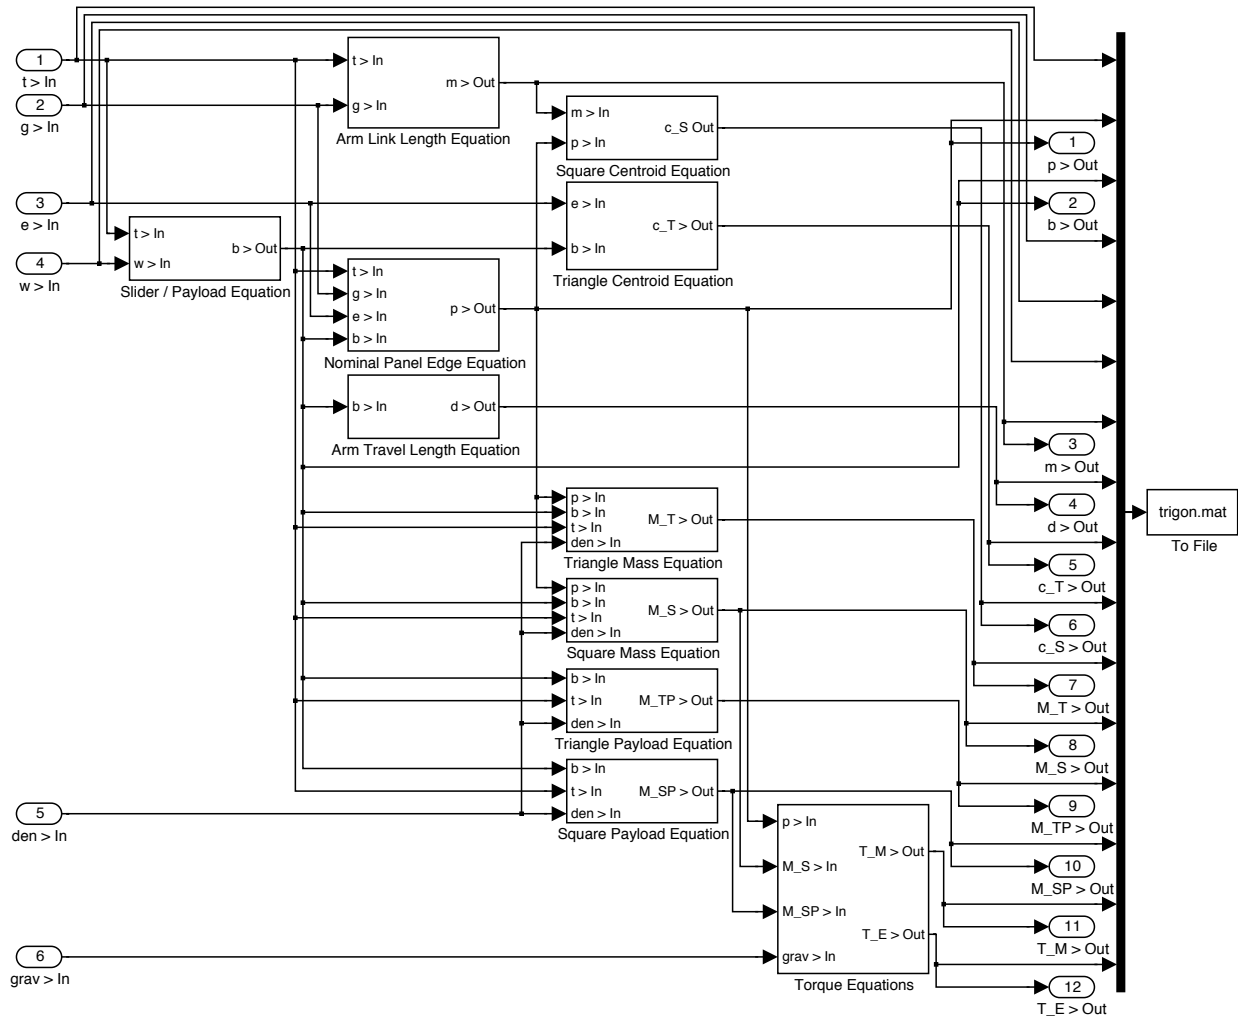 1
t > In
2
g > In
3
e > In
4
w > In
5
den > In
6
grav > In
t > In
w > In
b > Out
Slider / Payload Equation
t > In
g > In
m > Out
Arm Link Length Equation
t > In
g > In
e > In
b > In
p > Out
Nominal Panel Edge Equation
b > In
d > Out
Arm Travel Length Equation
m > In
p > In
c_S Out
Square Centroid Equation
e > In
b > In
c_T > Out
Triangle Centroid Equation
p > In
b > In
t > In
den > In
M_T > Out
Triangle Mass Equation
p > In
b > In
t > In
den > In
M_S > Out
Square Mass Equation
b > In
t > In
den > In
M_TP > Out
Triangle Payload Equation
b > In
t > In
den > In
M_SP > Out
Square Payload Equation
p > In
M_S > In
M_SP > In
grav > In
T_M > Out
T_E > Out
Torque Equations
1
p > Out
2
b > Out
3
m > Out
4
d > Out
5
c_T > Out
6
c_S > Out
7
M_T > Out
8
M_S > Out
9
M_TP > Out
10
M_SP > Out
11
T_M > Out
12
T_E > Out
trigon.mat
To File